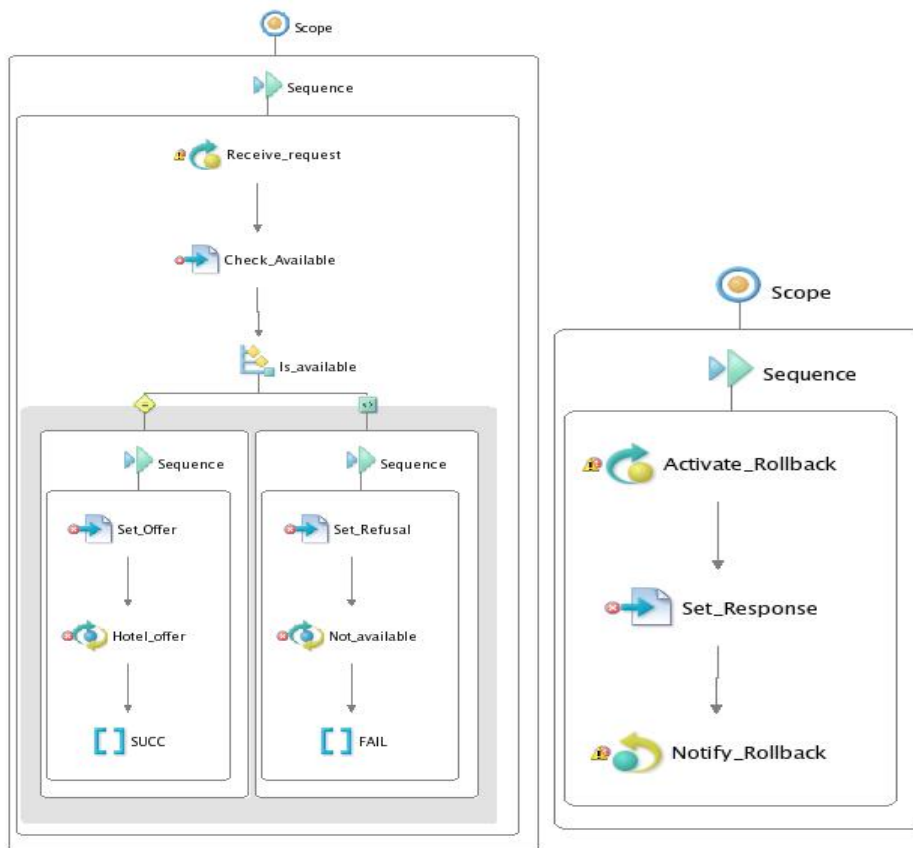 Scope
Sequence
Receive_request
Check_Available
Is_available
Sequence
Sequence
Set_Offer
Set_Refusal
Hotel_offer
Not_available
SUCC
FAIL
Scope
Sequence
Activate_Rollback
Set_Response
Notify_Rollback